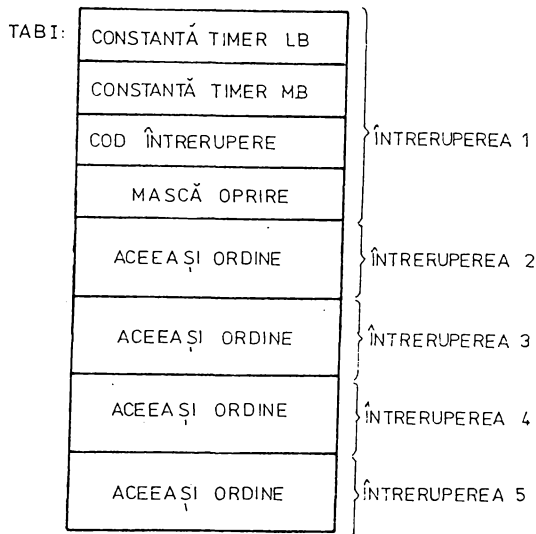 TABI:
CONSTANTĂ TIMER LB
CONSTANTĂ TIMER MB
COD ÎNTRERUPERE
MASCĂ OPRIRE
ÎNTRERUPEREA 1
ACEEAȘI ORDINE
ÎNTRERUPEREA 2
ACEEAȘI ORDINE
ÎNTRERUPEREA 3
ACEEAȘI ORDINE
ÎNTRERUPEREA 4
ACEEAȘI ORDINE
ÎNTRERUPEREA 5